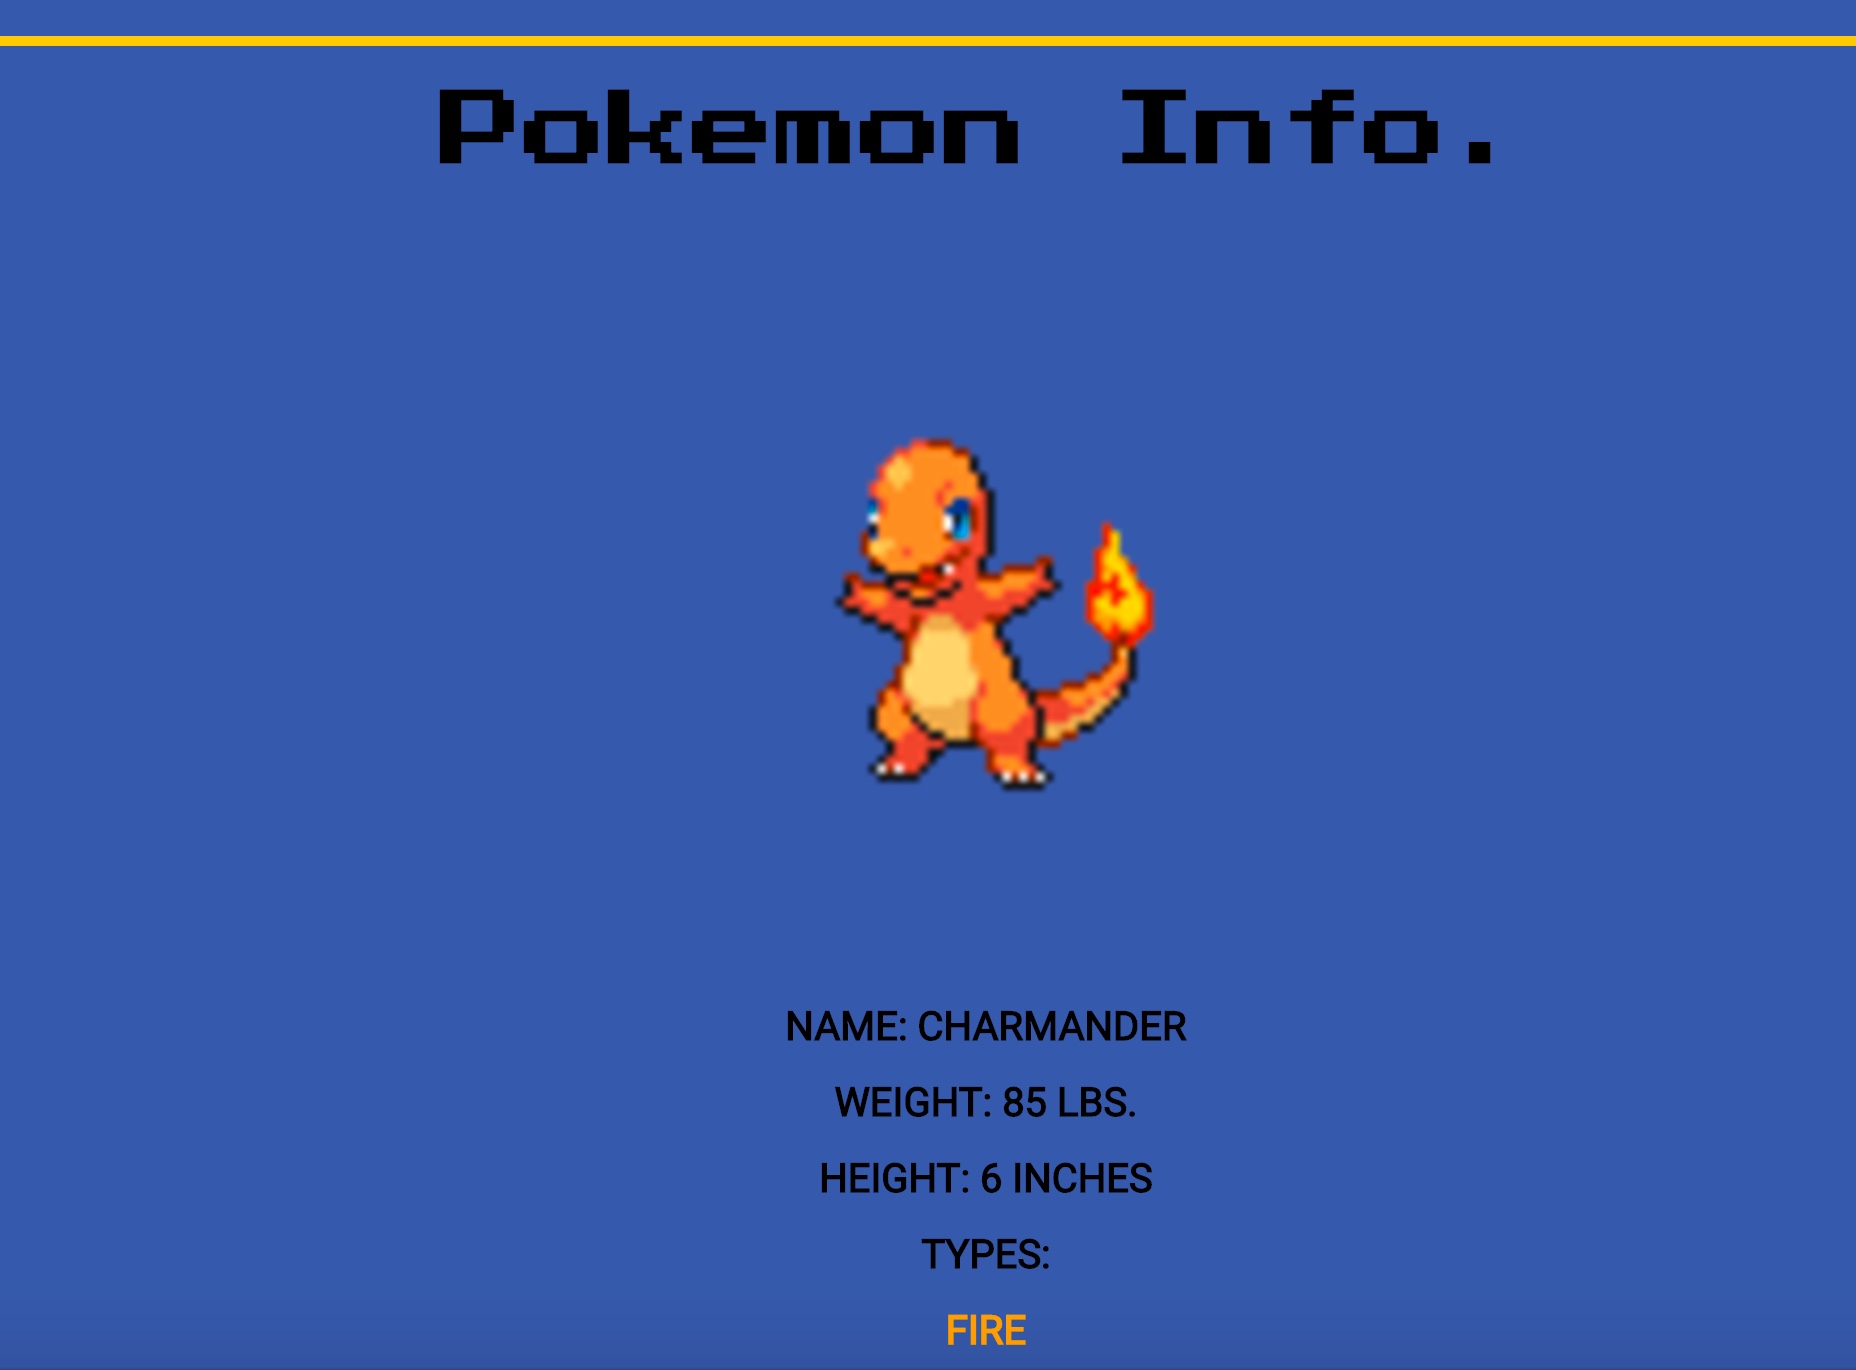 Pokemon Info.
NAME: CHARMANDER
WEIGHT: 85 LBS.
HEIGHT: 6 INCHES
TYPES:
FIRE